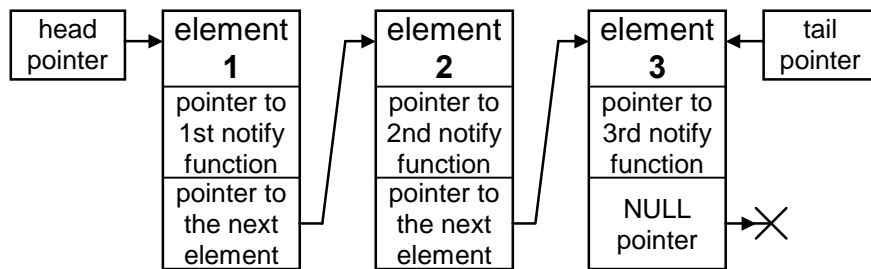 head
pointer
element
1
pointer to
1st notify
function
pointer to
the next
element
element
2
pointer to
2nd notify
function
pointer to
the next
element
element
3
pointer to
3rd notify
function
NULL
pointer
tail
pointer